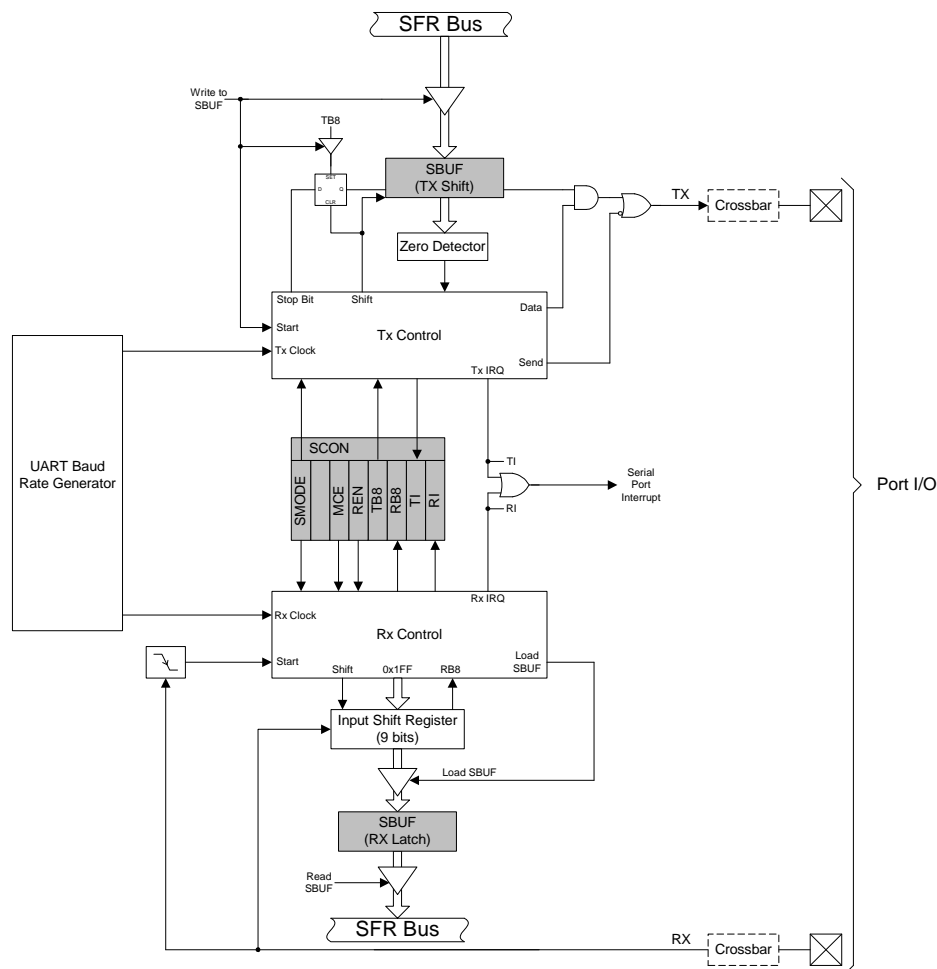 SFR Bus
Write to
SBUF
TB8
SBUF
(TX Shift)
SET
D
Q
CLR
TX
Crossbar
Zero Detector
Stop Bit
Shift
Data
Start
Tx Control
Tx Clock
Send
Tx IRQ
UART Baud
Rate Generator
SCON
SMODE
MCE
REN
TB8
RB8
TI
RI
TI
RI
Serial
Port
Interrupt
Port I/O
Rx IRQ
Rx Clock
Rx Control
Start
Load
SBUF
Shift
0x1FF
RB8
Input Shift Register
(9 bits)
Load SBUF
SBUF
(RX Latch)
Read
SBUF
SFR Bus
RX
Crossbar